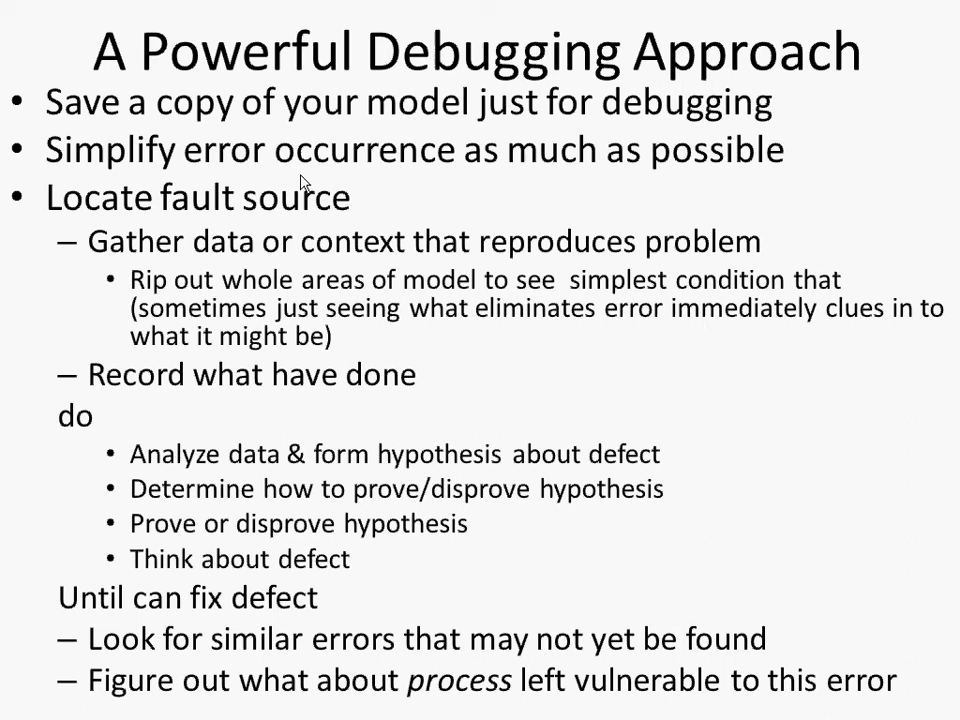 A Powerful Debugging Approach
• Save a copy of your model just for debugging
• Simplify error occurrence as much as possible
• Locate fault source
– Gather data or context that reproduces problem
• Rip out whole areas of model to see simplest condition that
(sometimes just seeing what eliminates error immediately clues in to
what it might be)
– Record what have done
do
• Analyze data & form hypothesis about defect
• Determine how to prove/disprove hypothesis
• Prove or disprove hypothesis
• Think about defect
Until can fix defect
– Look for similar errors that may not yet be found
– Figure out what about process left vulnerable to this error